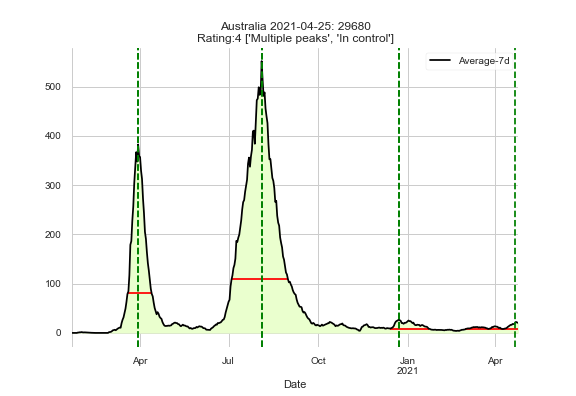 Australia 2021-04-25: 29680
Rating:4 ['Multiple peaks', 'In control']
Average-7d
500
400
300
200
100
0
Apr
Jul
Oct
Jan
2021
Apr
Date